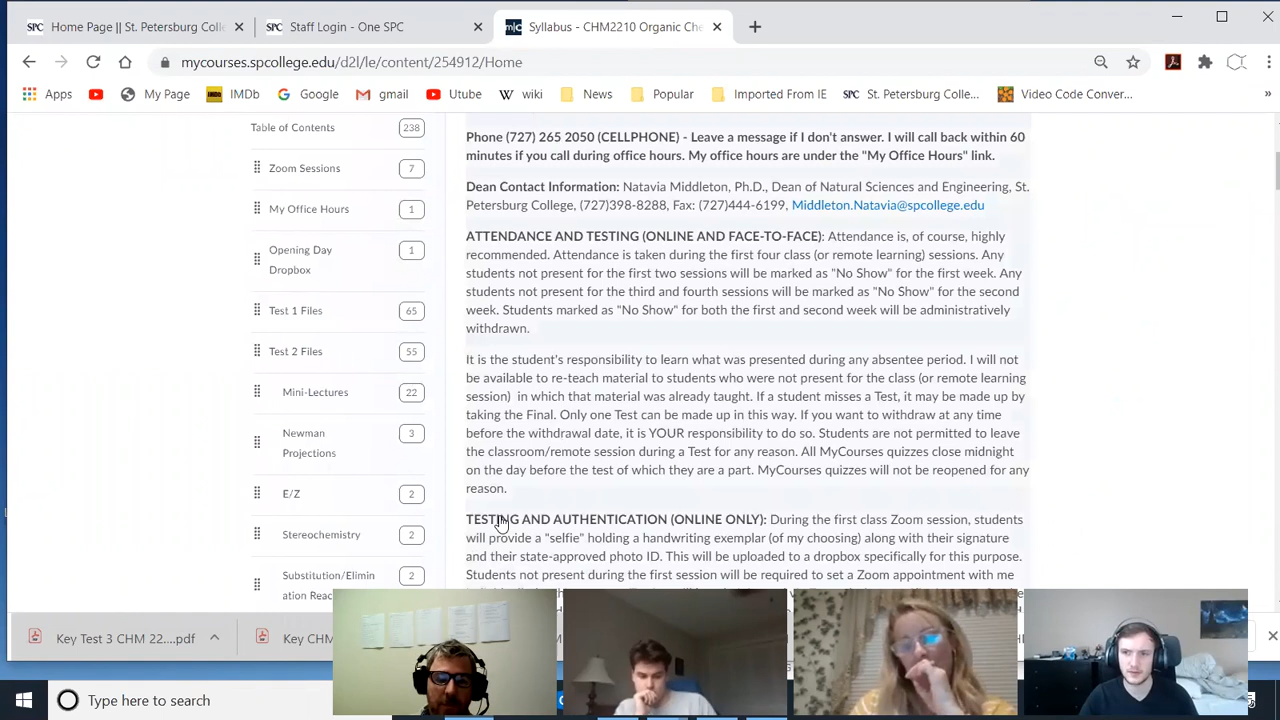 Home Page || St. Petersburg Coll
Staff Login - One SPC
Syllabus - CHM2210 Organic Che
mycourses.spcollege.edu/d2l/le/content/254912/Home
Apps
My Page
IMDb
Google
gmail
Utube
wiki
News
Popular
Imported From IE
St. Petersburg Colle...
Video Code Conver...
Table of Contents 238
Zoom Sessions 7
My Office Hours 1
Opening Day
Dropbox 1
Test 1 Files 65
Test 2 Files 55
Mini-Lectures 22
Newman
Projections 3
E/Z 2
Stereochemistry 2
Substitution/Elimin
ation Reac 2
Phone (727) 265 2050 (CELLPHONE) - Leave a message if I don't answer. I will call back within 60
minutes if you call during office hours. My office hours are under the "My Office Hours" link.
Dean Contact Information: Natavia Middleton, Ph.D., Dean of Natural Sciences and Engineering, St.
Petersburg College, (727)398-8288, Fax: (727)444-6199, Middleton.Natavia@spcollege.edu
ATTENDANCE AND TESTING (ONLINE AND FACE-TO-FACE): Attendance is, of course, highly
recommended. Attendance is taken during the first four class (or remote learning) sessions. Any
students not present for the first two sessions will be marked as "No Show" for the first week. Any
students not present for the third and fourth sessions will be marked as "No Show" for the second
week. Students marked as "No Show" for both the first and second week will be administratively
withdrawn.
It is the student's responsibility to learn what was presented during any absentee period. I will not
be available to re-teach material to students who were not present for the class (or remote learning
session) in which that material was already taught. If a student misses a Test, it may be made up by
taking the Final. Only one Test can be made up in this way. If you want to withdraw at any time
before the withdrawal date, it is YOUR responsibility to do so. Students are not permitted to leave
the classroom/remote session during a Test for any reason. All MyCourses quizzes close midnight
on the day before the test of which they are a part. MyCourses quizzes will not be reopened for any
reason.
TESTING AND AUTHENTICATION (ONLINE ONLY): During the first class Zoom session, students
will provide a "selfie" holding a handwriting exemplar (of my choosing) along with their signature
and their state-approved photo ID. This will be uploaded to a dropbox specifically for this purpose.
Students not present during the first session will be required to set a Zoom appointment with me
Key Test 3 CHM 22....pdf
Key CHM
Type here to search